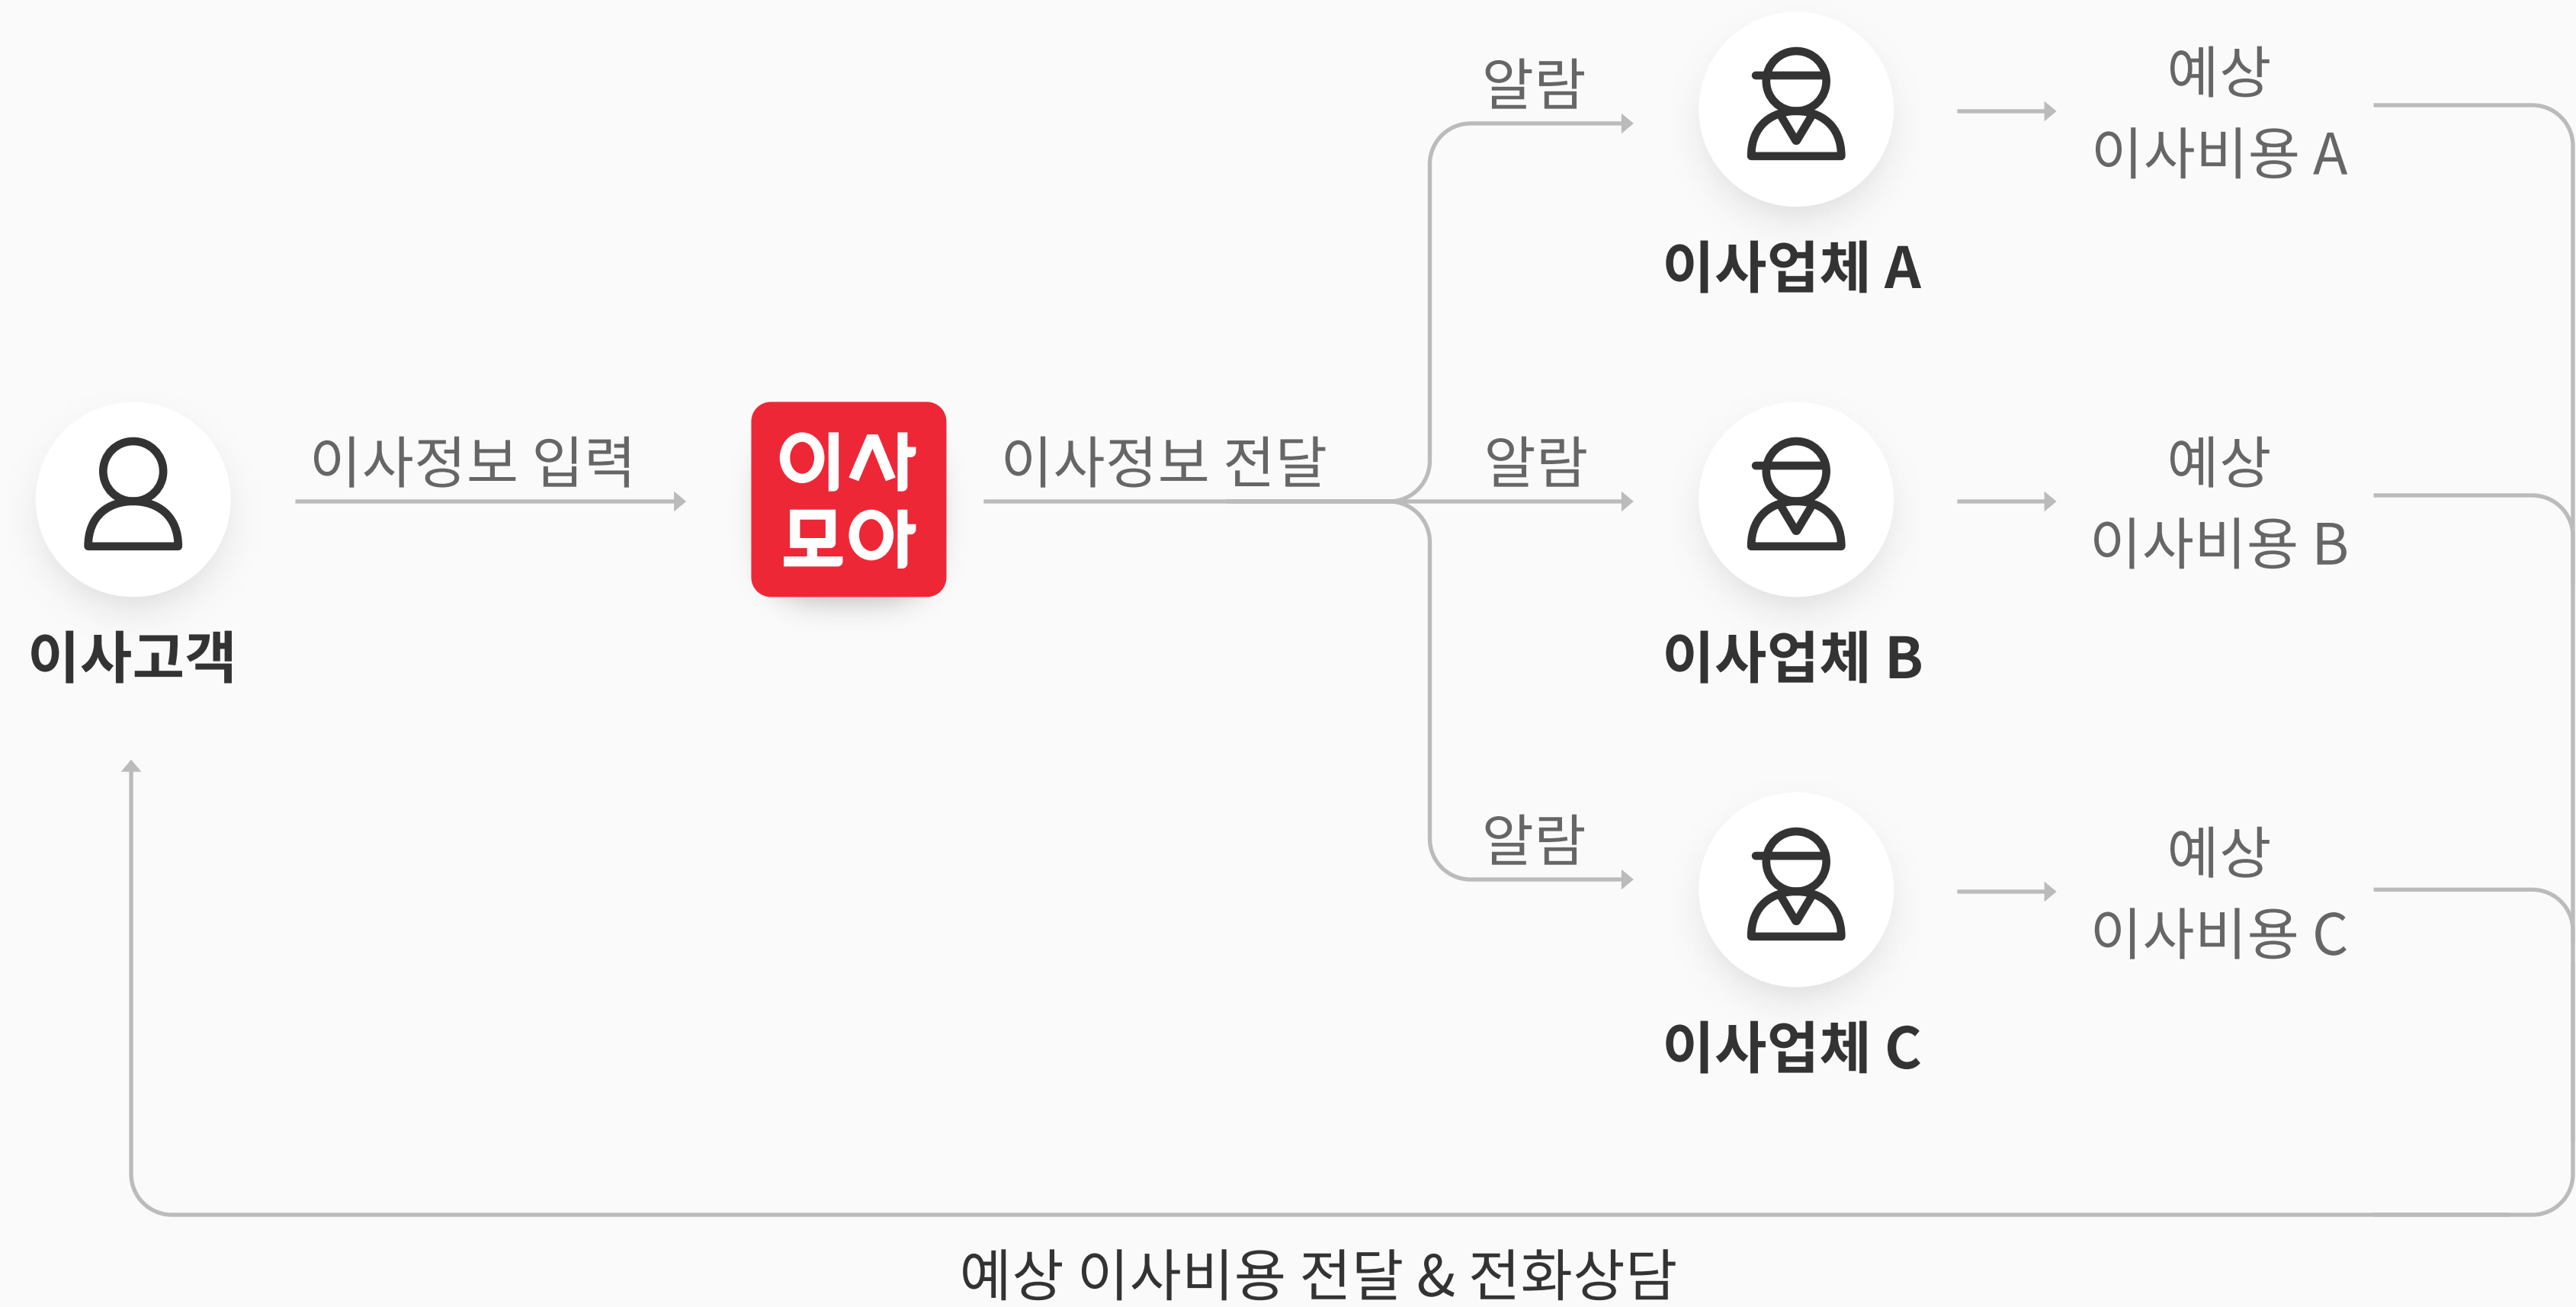 알람
예상
이사비용 A
이사업체 A
이사정보 입력
이사
모아
이사정보 전달
알람
예상
이사비용 B
이사고객
이사업체 B
알람
예상
이사비용 C
이사업체 C
예상 이사비용 전달 & 전화상담